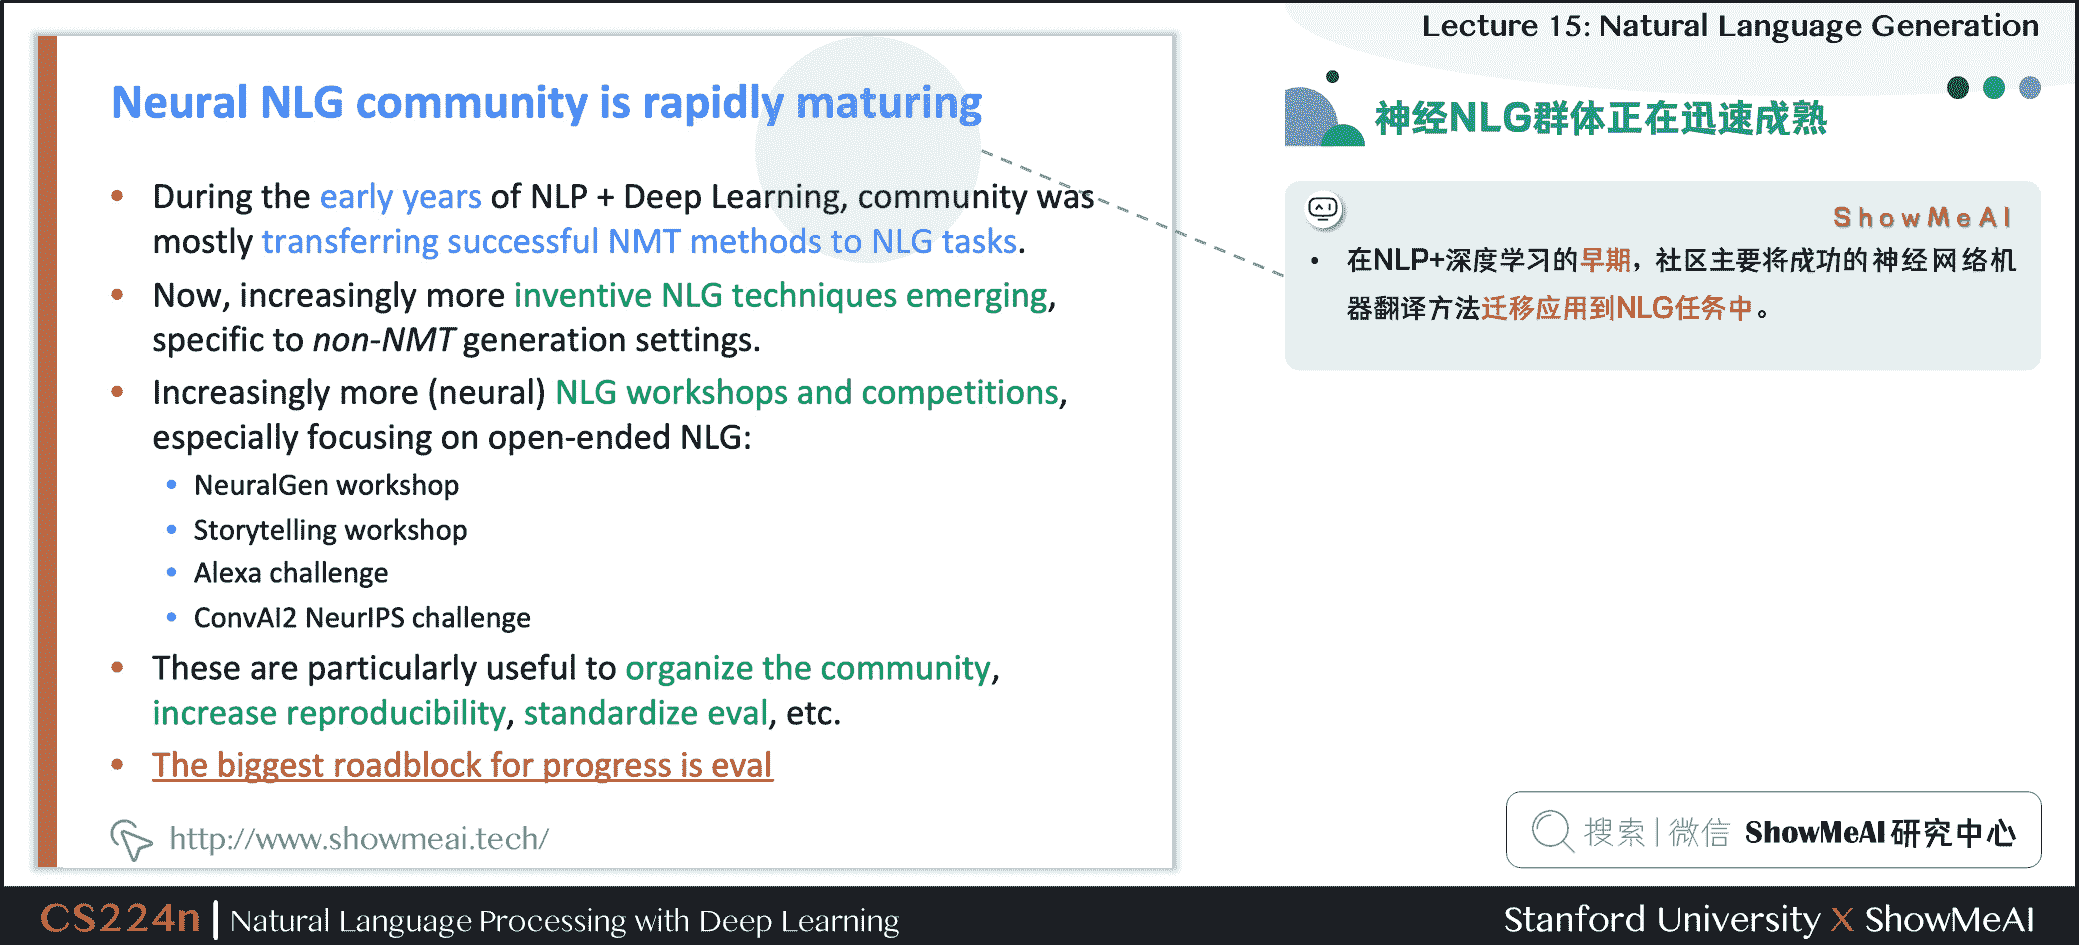 Lecture 15: Natural Language Generation
Neural NLG community is rapidly maturing
• During the early years of NLP + Deep Learning, community was
mostly transferring successful NMT methods to NLG tasks.
• Now, increasingly more inventive NLG techniques emerging,
specific to non-NMT generation settings.
• Increasingly more (neural) NLG workshops and competitions,
especially focusing on open-ended NLG:
• NeuralGen workshop
• Storytelling workshop
• Alexa challenge
• ConvAI2 NeurIPS challenge
• These are particularly useful to organize the community,
increase reproducibility, standardize eval, etc.
• The biggest roadblock for progress is eval
http://www.showmeai.tech/
神经NLG群体正在迅速成熟
ShowMeAI
• 在NLP+深度学习的早期，社区主要将成功的神经网络机
器翻译方法迁移应用到NLG任务中。
搜索|微信 ShowMeAI研究中心
CS224n | Natural Language Processing with Deep Learning
Stanford University X ShowMeAI